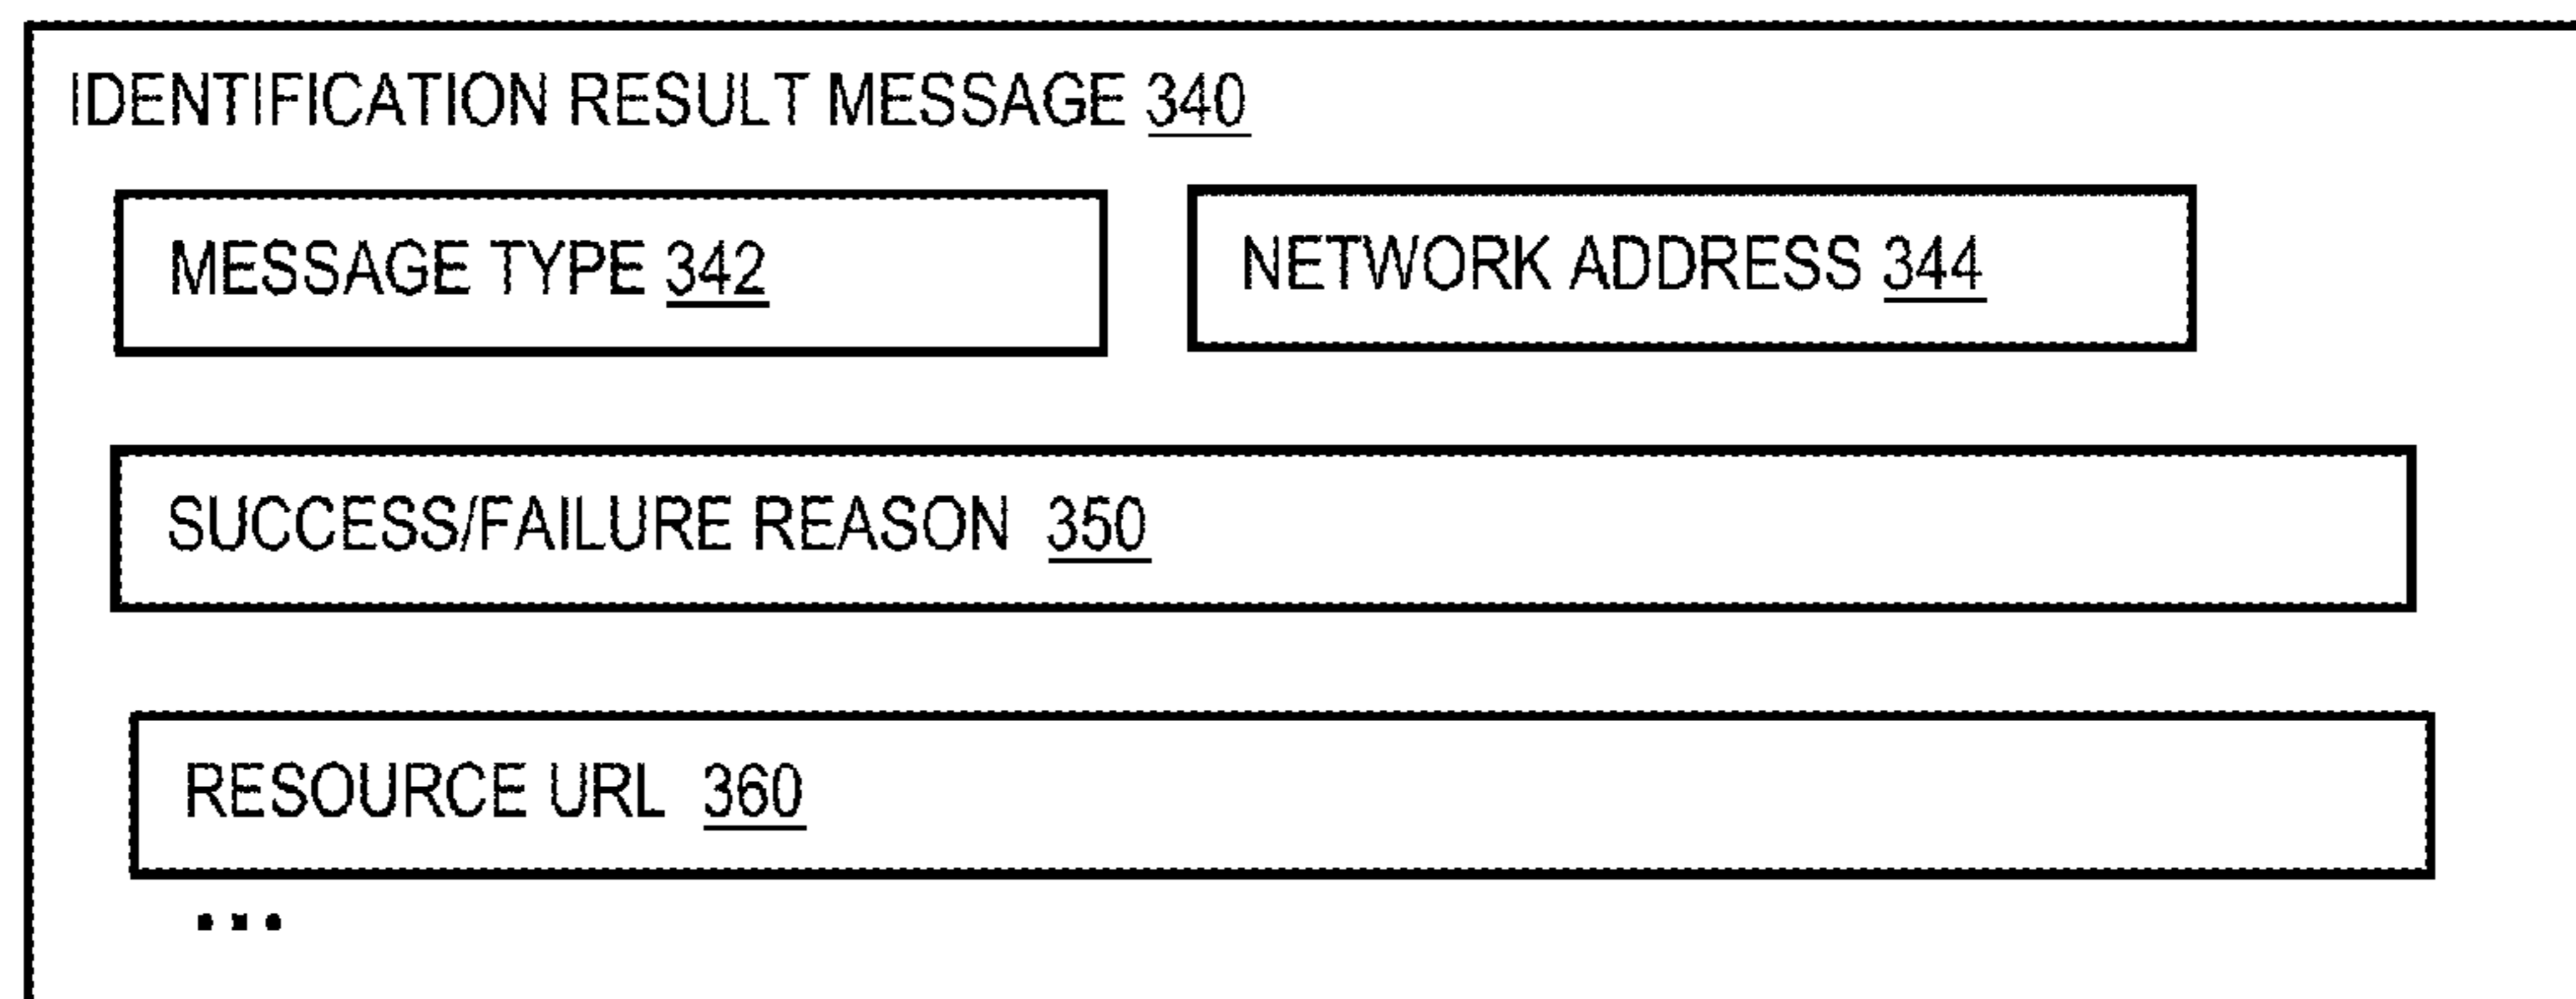 IDENTIFICATION RESULT MESSAGE 340
MESSAGE TYPE 342
NETWORK ADDRESS 344
SUCCESS/FAILURE REASON 350
RESOURCE URL 360
...